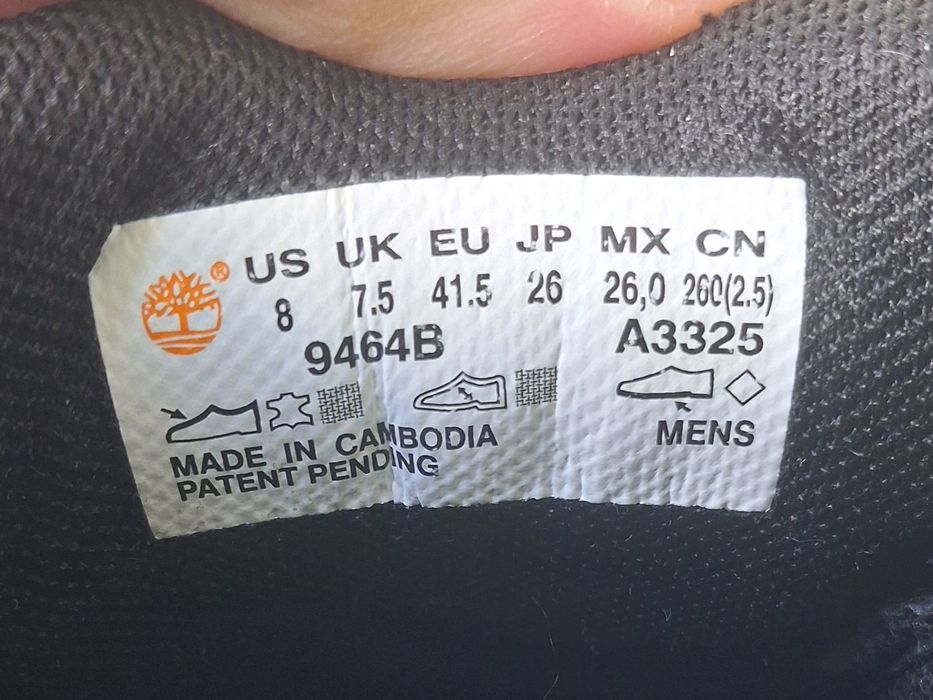 ® US UK EU JP MX CN
8 7.5 41.5 26 26,0 260(2.5)
9464B A3325
MENS
MADE IN CAMBODIA
PATENT PENDING